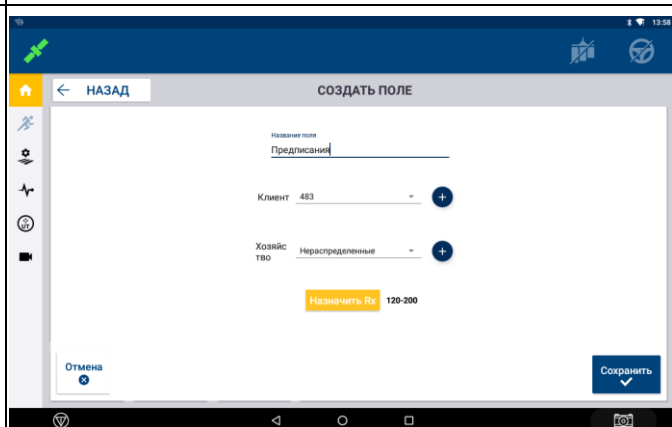 13:58
НАЗАД
СОЗДАТЬ ПОЛЕ
Название поля
Предписания
Клиент 483
Хозяйс
тво
Нераспределенные
Назначить Rx 120-200
UT
Отмена
Сохранить